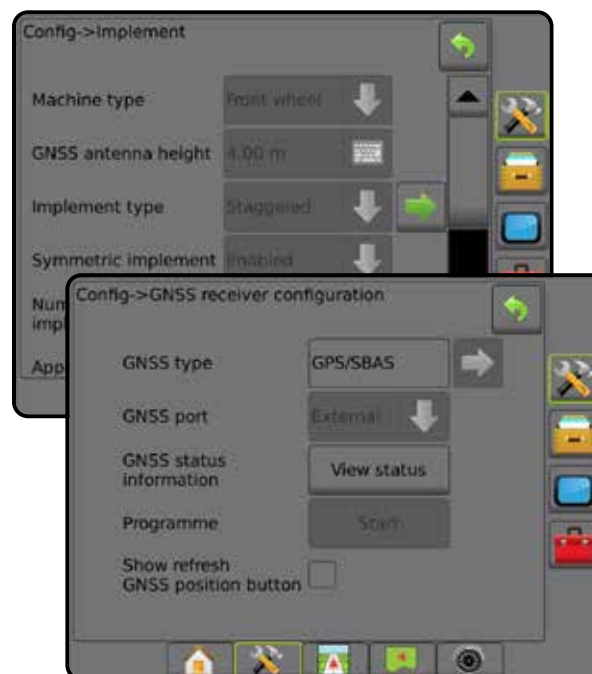 Config->Implement
Machine type Front wheel
GNSS antenna height 4.00 m
Implement type Staggered
Symmetric implement Enabled
Num
imp
App
Config->GNSS receiver configuration
GNSS type GPS/SBAS
GNSS port External
GNSS status
information
View status
Programme Start
Show refresh
GNSS position button